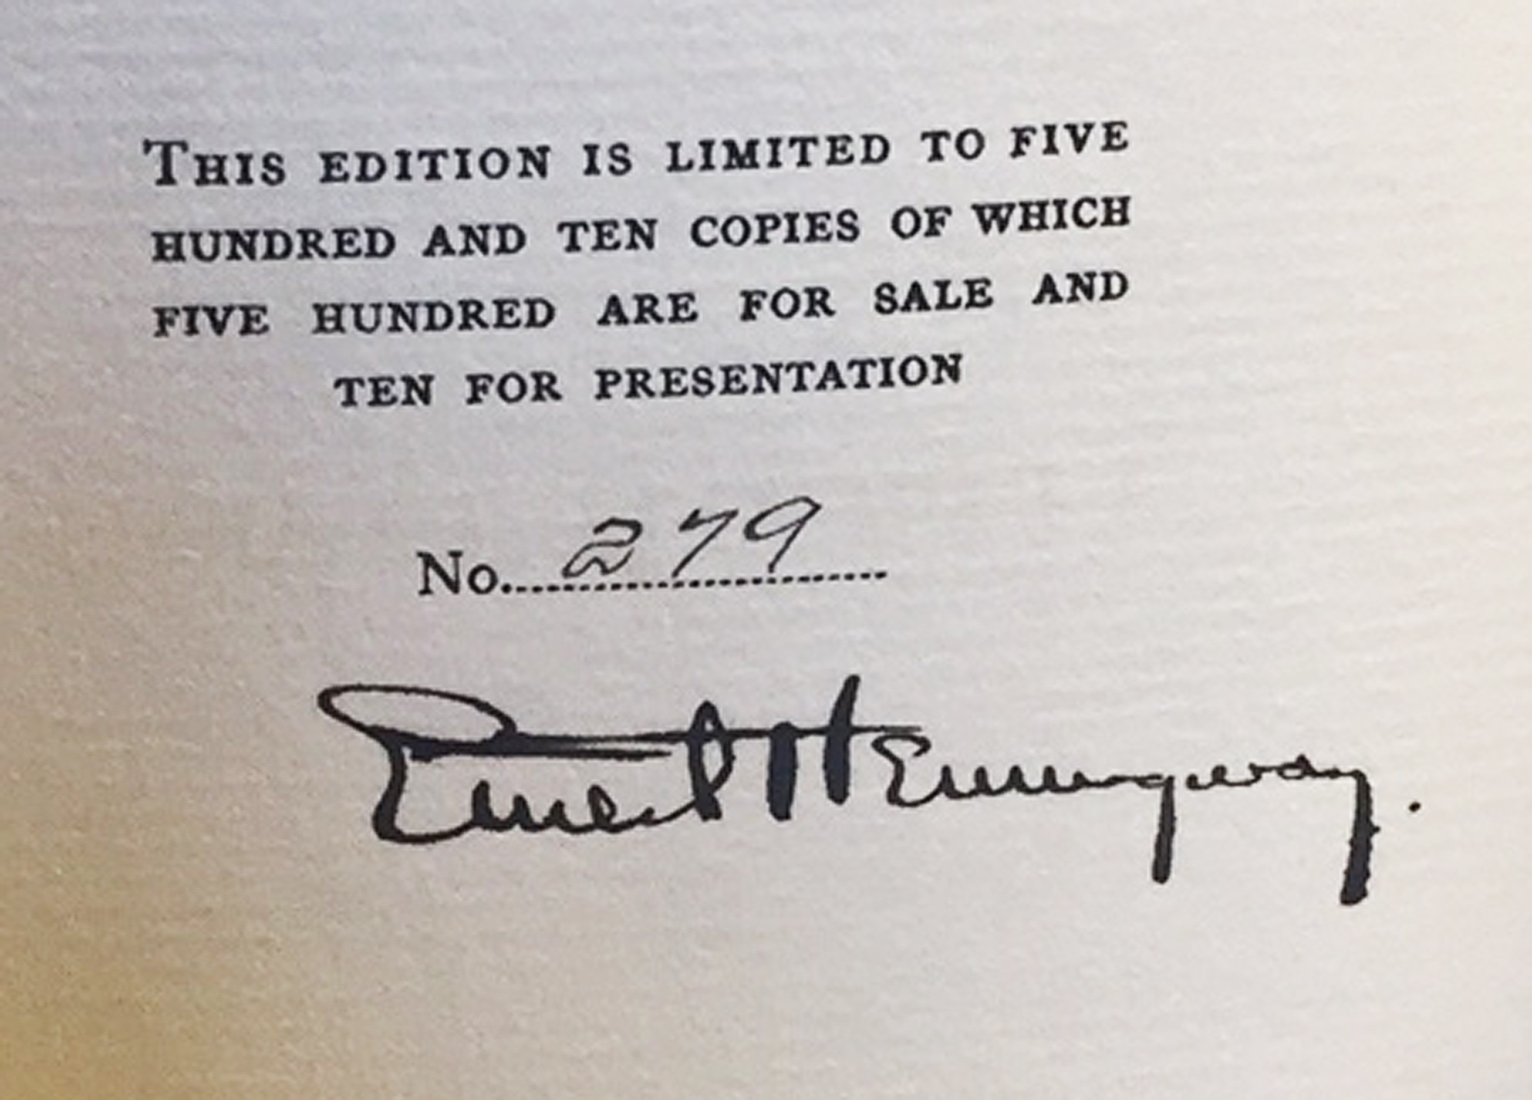 THIS EDITION IS LIMITED TO FIVE
HUNDRED AND TEN COPIES OF WHICH
FIVE HUNDRED ARE FOR SALE AND
TEN FOR PRESENTATION
No. 279
Ernest Hemingway.